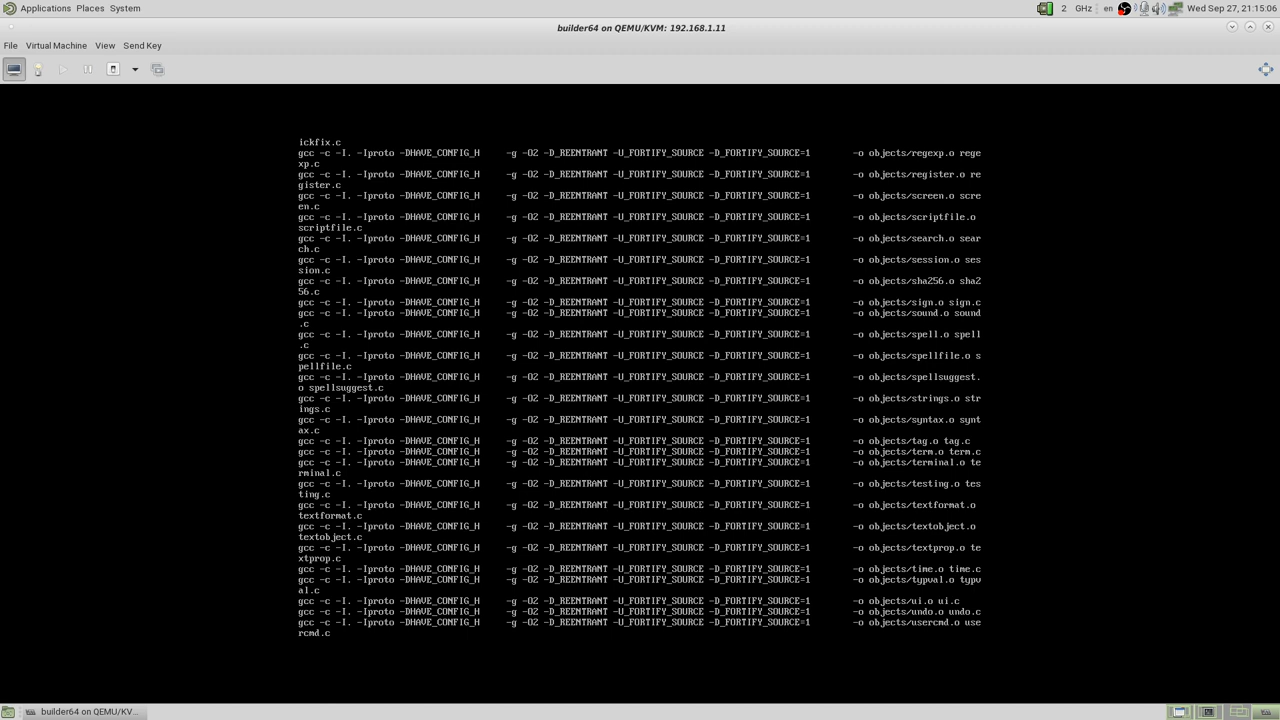 Applications Places System 2 GHz en Wed Sep 27, 21:15:06
builder64 on QEMU/KVM: 192.168.1.11
File Virtual Machine View Send Key
ickfix.c
gcc -c -I. -Iproto -DHAVE_CONFIG_H     -g -O2 -D_REENTRANT -U_FORTIFY_SOURCE -D_FORTIFY_SOURCE=1        -o objects/regexp.o rege
xp.c
gcc -c -I. -Iproto -DHAVE_CONFIG_H     -g -O2 -D_REENTRANT -U_FORTIFY_SOURCE -D_FORTIFY_SOURCE=1        -o objects/register.o re
gister.c
gcc -c -I. -Iproto -DHAVE_CONFIG_H     -g -O2 -D_REENTRANT -U_FORTIFY_SOURCE -D_FORTIFY_SOURCE=1        -o objects/screen.o scre
en.c
gcc -c -I. -Iproto -DHAVE_CONFIG_H     -g -O2 -D_REENTRANT -U_FORTIFY_SOURCE -D_FORTIFY_SOURCE=1        -o objects/scriptfile.o
scriptfile.c
gcc -c -I. -Iproto -DHAVE_CONFIG_H     -g -O2 -D_REENTRANT -U_FORTIFY_SOURCE -D_FORTIFY_SOURCE=1        -o objects/search.o sear
ch.c
gcc -c -I. -Iproto -DHAVE_CONFIG_H     -g -O2 -D_REENTRANT -U_FORTIFY_SOURCE -D_FORTIFY_SOURCE=1        -o objects/session.o ses
sion.c
gcc -c -I. -Iproto -DHAVE_CONFIG_H     -g -O2 -D_REENTRANT -U_FORTIFY_SOURCE -D_FORTIFY_SOURCE=1        -o objects/sha256.o sha2
56.c
gcc -c -I. -Iproto -DHAVE_CONFIG_H     -g -O2 -D_REENTRANT -U_FORTIFY_SOURCE -D_FORTIFY_SOURCE=1        -o objects/sign.o sign.c
gcc -c -I. -Iproto -DHAVE_CONFIG_H     -g -O2 -D_REENTRANT -U_FORTIFY_SOURCE -D_FORTIFY_SOURCE=1        -o objects/sound.o sound
.c
gcc -c -I. -Iproto -DHAVE_CONFIG_H     -g -O2 -D_REENTRANT -U_FORTIFY_SOURCE -D_FORTIFY_SOURCE=1        -o objects/spell.o spell
.c
gcc -c -I. -Iproto -DHAVE_CONFIG_H     -g -O2 -D_REENTRANT -U_FORTIFY_SOURCE -D_FORTIFY_SOURCE=1        -o objects/spellfile.o s
pellfile.c
gcc -c -I. -Iproto -DHAVE_CONFIG_H     -g -O2 -D_REENTRANT -U_FORTIFY_SOURCE -D_FORTIFY_SOURCE=1        -o objects/spellsuggest.
o spellsuggest.c
gcc -c -I. -Iproto -DHAVE_CONFIG_H     -g -O2 -D_REENTRANT -U_FORTIFY_SOURCE -D_FORTIFY_SOURCE=1        -o objects/strings.o str
ings.c
gcc -c -I. -Iproto -DHAVE_CONFIG_H     -g -O2 -D_REENTRANT -U_FORTIFY_SOURCE -D_FORTIFY_SOURCE=1        -o objects/syntax.o synt
ax.c
gcc -c -I. -Iproto -DHAVE_CONFIG_H     -g -O2 -D_REENTRANT -U_FORTIFY_SOURCE -D_FORTIFY_SOURCE=1        -o objects/tag.o tag.c
gcc -c -I. -Iproto -DHAVE_CONFIG_H     -g -O2 -D_REENTRANT -U_FORTIFY_SOURCE -D_FORTIFY_SOURCE=1        -o objects/term.o term.c
gcc -c -I. -Iproto -DHAVE_CONFIG_H     -g -O2 -D_REENTRANT -U_FORTIFY_SOURCE -D_FORTIFY_SOURCE=1        -o objects/terminal.o te
rminal.c
gcc -c -I. -Iproto -DHAVE_CONFIG_H     -g -O2 -D_REENTRANT -U_FORTIFY_SOURCE -D_FORTIFY_SOURCE=1        -o objects/testing.o tes
ting.c
gcc -c -I. -Iproto -DHAVE_CONFIG_H     -g -O2 -D_REENTRANT -U_FORTIFY_SOURCE -D_FORTIFY_SOURCE=1        -o objects/textformat.o
textformat.c
gcc -c -I. -Iproto -DHAVE_CONFIG_H     -g -O2 -D_REENTRANT -U_FORTIFY_SOURCE -D_FORTIFY_SOURCE=1        -o objects/textobject.o
textobject.c
gcc -c -I. -Iproto -DHAVE_CONFIG_H     -g -O2 -D_REENTRANT -U_FORTIFY_SOURCE -D_FORTIFY_SOURCE=1        -o objects/textprop.o te
xtprop.c
gcc -c -I. -Iproto -DHAVE_CONFIG_H     -g -O2 -D_REENTRANT -U_FORTIFY_SOURCE -D_FORTIFY_SOURCE=1        -o objects/time.o time.c
gcc -c -I. -Iproto -DHAVE_CONFIG_H     -g -O2 -D_REENTRANT -U_FORTIFY_SOURCE -D_FORTIFY_SOURCE=1        -o objects/typval.o typv
al.c
gcc -c -I. -Iproto -DHAVE_CONFIG_H     -g -O2 -D_REENTRANT -U_FORTIFY_SOURCE -D_FORTIFY_SOURCE=1        -o objects/ui.o ui.c
gcc -c -I. -Iproto -DHAVE_CONFIG_H     -g -O2 -D_REENTRANT -U_FORTIFY_SOURCE -D_FORTIFY_SOURCE=1        -o objects/undo.o undo.c
gcc -c -I. -Iproto -DHAVE_CONFIG_H     -g -O2 -D_REENTRANT -U_FORTIFY_SOURCE -D_FORTIFY_SOURCE=1        -o objects/usercmd.o use
rcmd.c
builder64 on QEMU/KV...